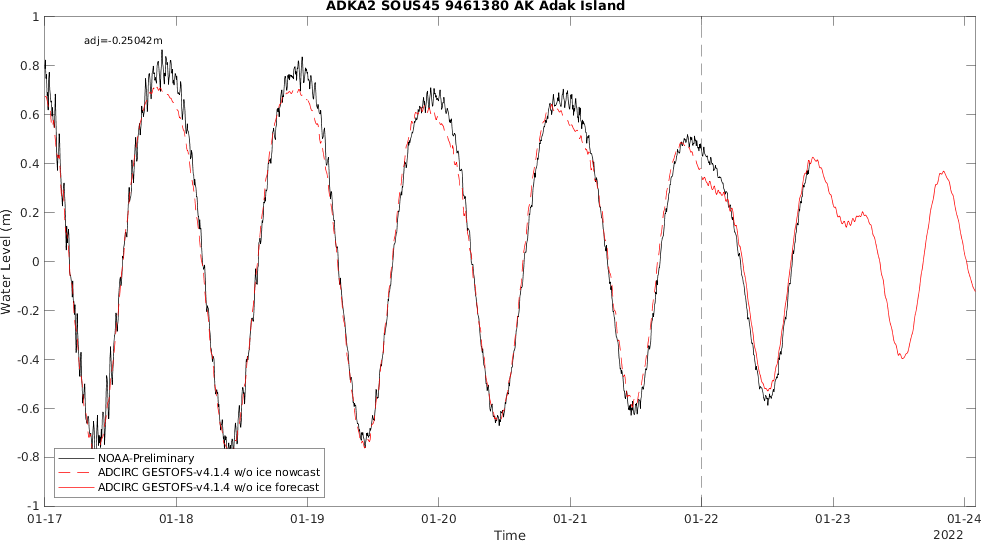 ADKA2 SOUS45 9461380 AK Adak Island
adj=-0.25042m
1
0.8
0.6
0.4
0.2
0
-0.2
-0.4
-0.6
-0.8
-1
Water Level (m)
NOAA-Preliminary
ADCIRC GESTOFS-v4.1.4 w/o ice nowcast
ADCIRC GESTOFS-v4.1.4 w/o ice forecast
01-17 01-18 01-19 01-20 01-21 01-22 01-23 01-24
Time
2022